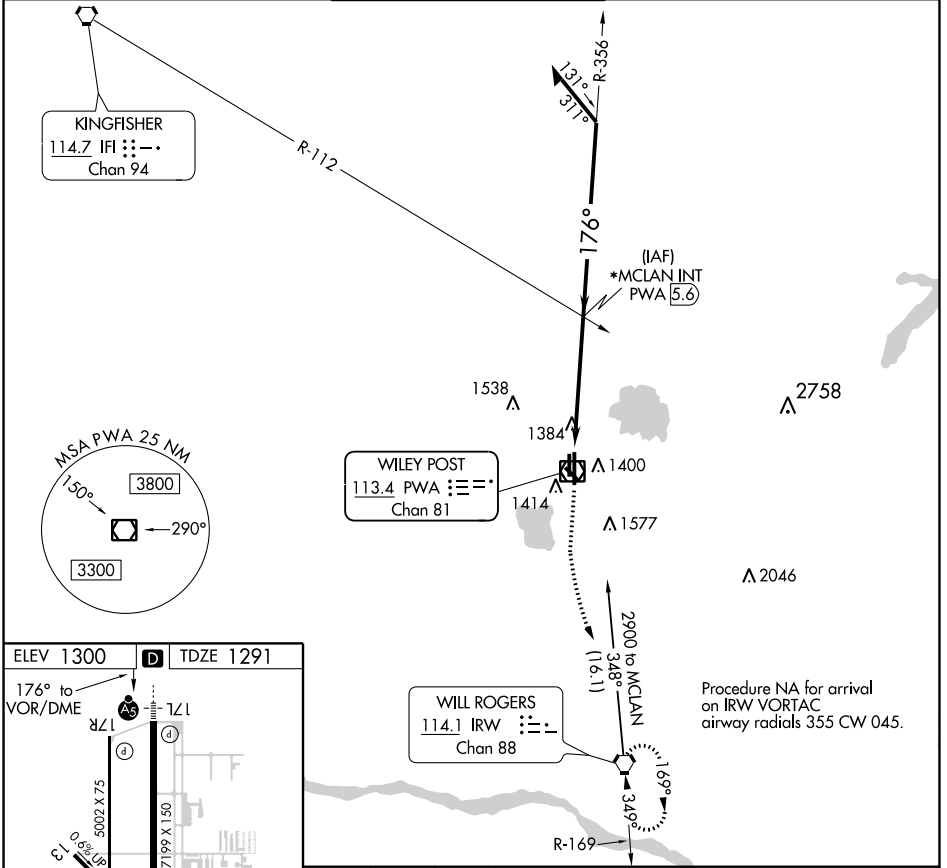 R-356
131°
311°
KINGFISHER
114.7 IFI
Chan 94
R-112
176°
(IAF)
*MCLAN INT
PWA 5.6
1538
2758
1384
WILEY POST
113.4 PWA
Chan 81
1400
1414
1577
MSA PWA 25 NM
150°
3800
290°
3300
2046
2900 to MCLAN
348°
(16.1)
ELEV 1300
D
TDZE 1291
176° to
VOR/DME
A5
17R
17L
P
P
5002 X 75
7199 X 150
13
0.6% UP
WILL ROGERS
114.1 IRW
Chan 88
Procedure NA for arrival
on IRW VORTAC
airway radials 355 CW 045.
169°
349°
R-169